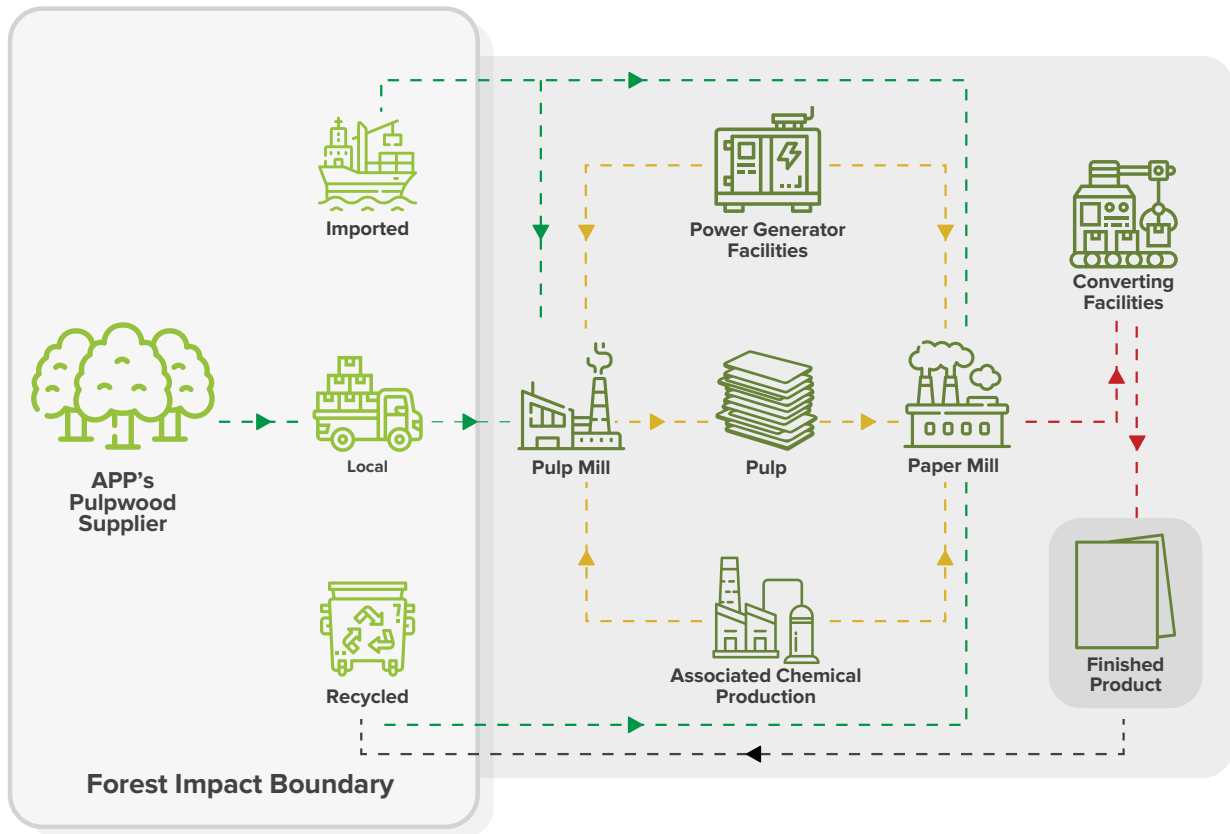 Imported
Power Generator
Facilities
Converting
Facilities
APP's
Pulpwood
Supplier
Local
Pulp Mill
Pulp
Paper Mill
Recycled
Associated Chemical
Production
Finished
Product
Forest Impact Boundary